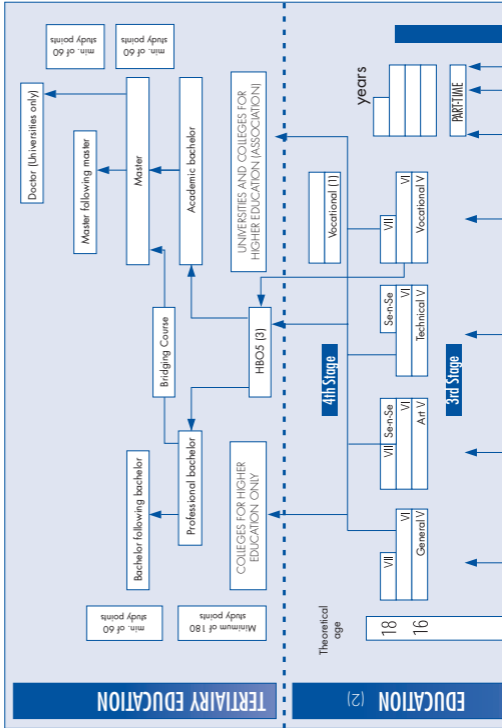 Doctor (Universities only)
min. of 60
study points
Master following master
min. of 60
study points
Master
Bachelor following bachelor
Bridging Course
min. of 60
study points
Professional bachelor
Academic bachelor
Minimum of 180
study points
COLLEGES FOR HIGHER
EDUCATION ONLY
HBO5 (3)
UNIVERSITIES AND COLLEGES FOR
HIGHER EDUCATION (ASSOCIATION)
TERTIAIRY EDUCATION
Vocational (1)
4th Stage
Theoretical
age
years
18
VII
VII
Se-n-Se
Se-n-Se
VII
16
VI
VI
VI
VI
General V
Art V
Technical V
Vocational V
3rd Stage
PART-TIME
EDUCATION (2)